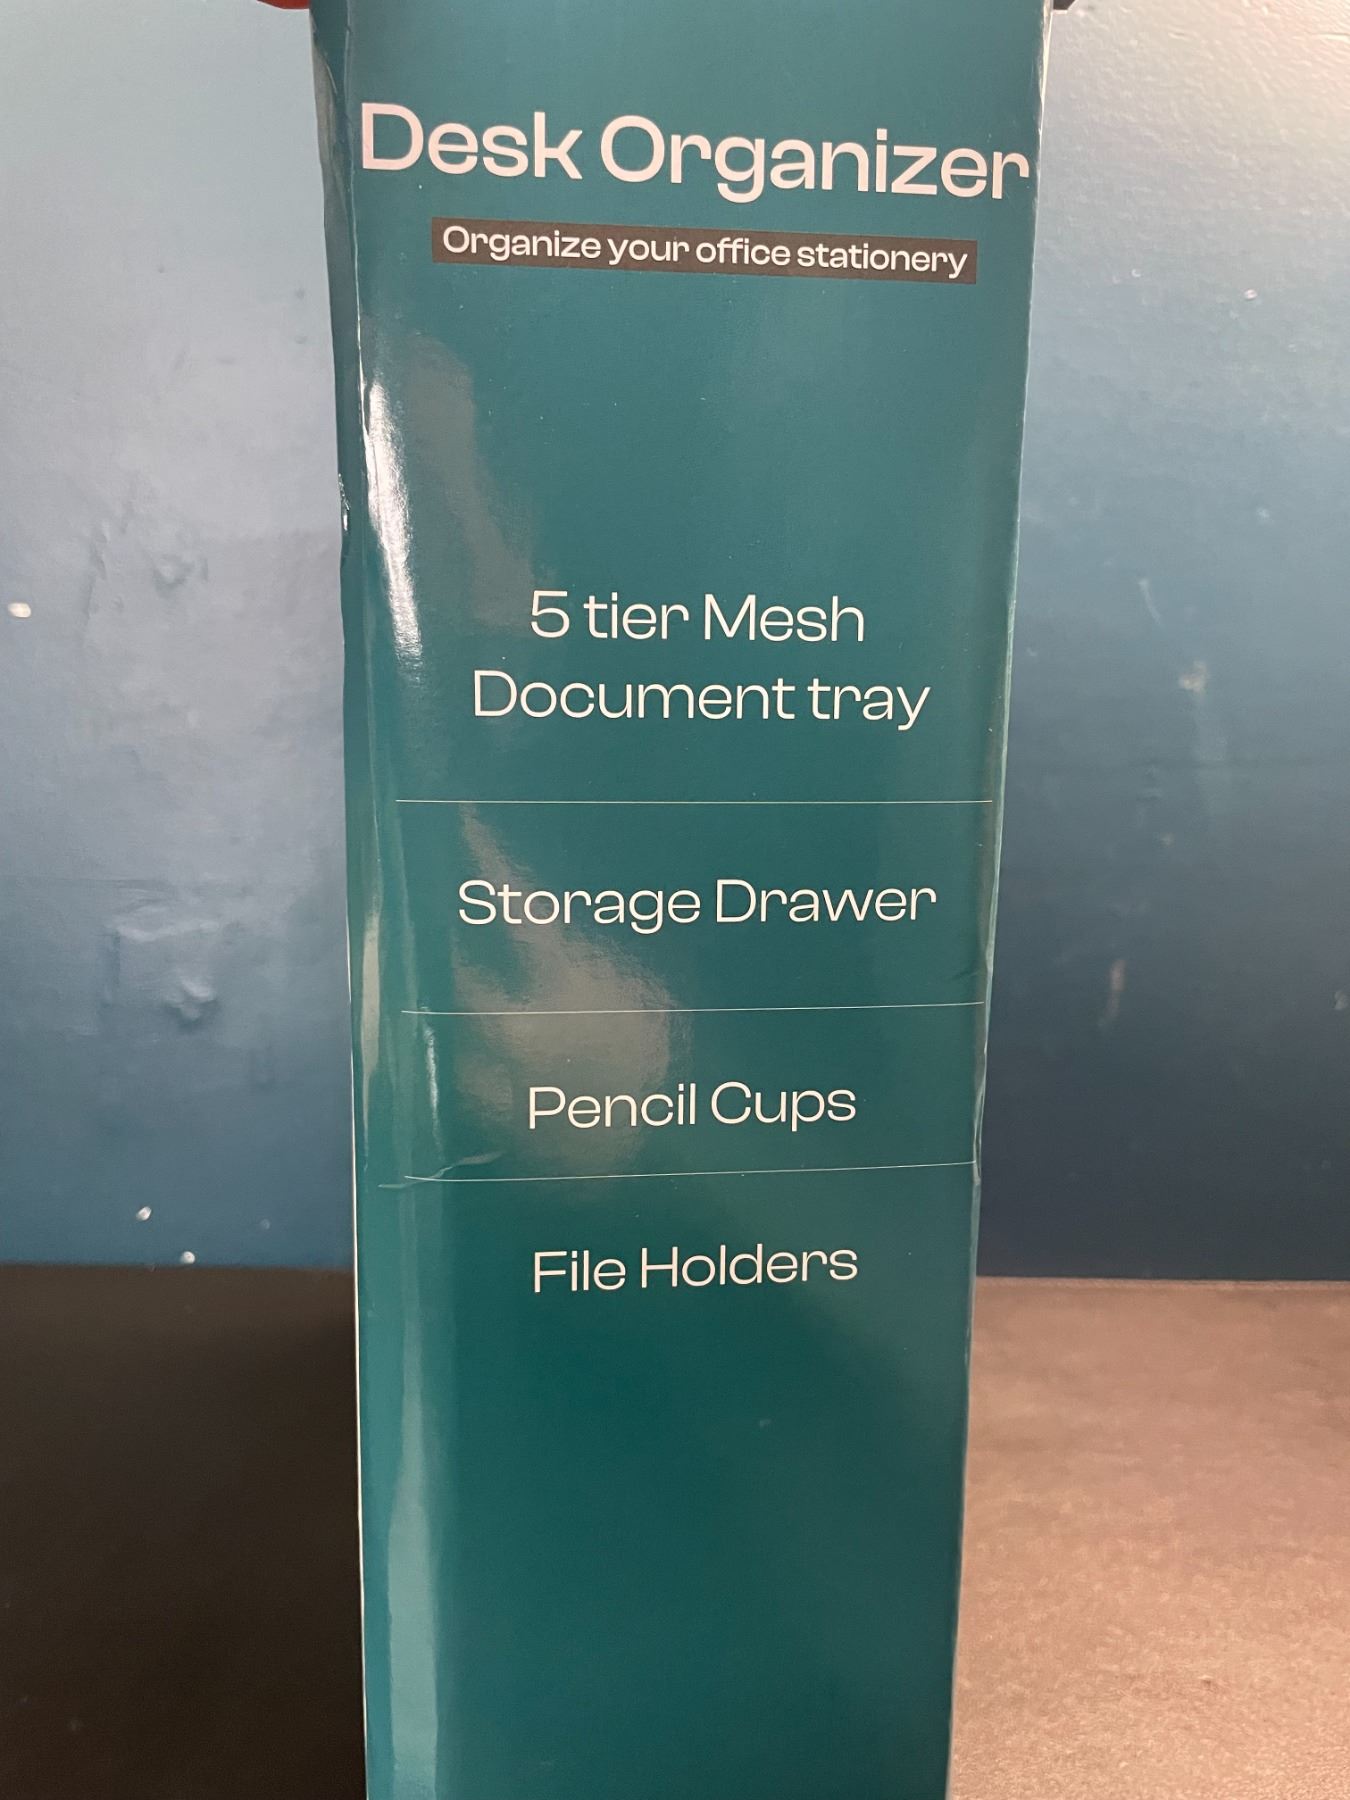 Desk Organizer
Organize your office stationery
5 tier Mesh
Document tray
Storage Drawer
Pencil Cups
File Holders